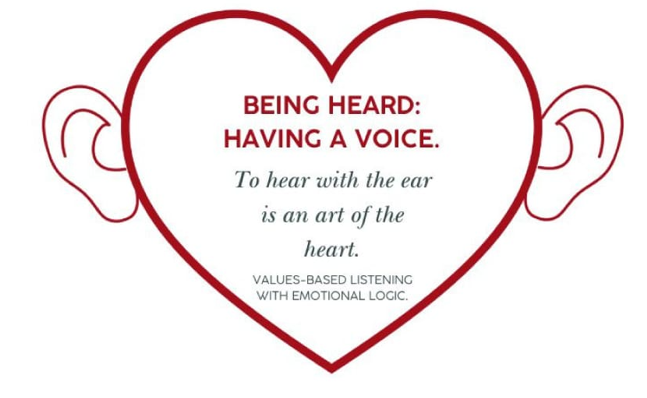 BEING HEARD:
HAVING A VOICE.
To hear with the ear
is an art of the
heart.
VALUES-BASED LISTENING
WITH EMOTIONAL LOGIC.